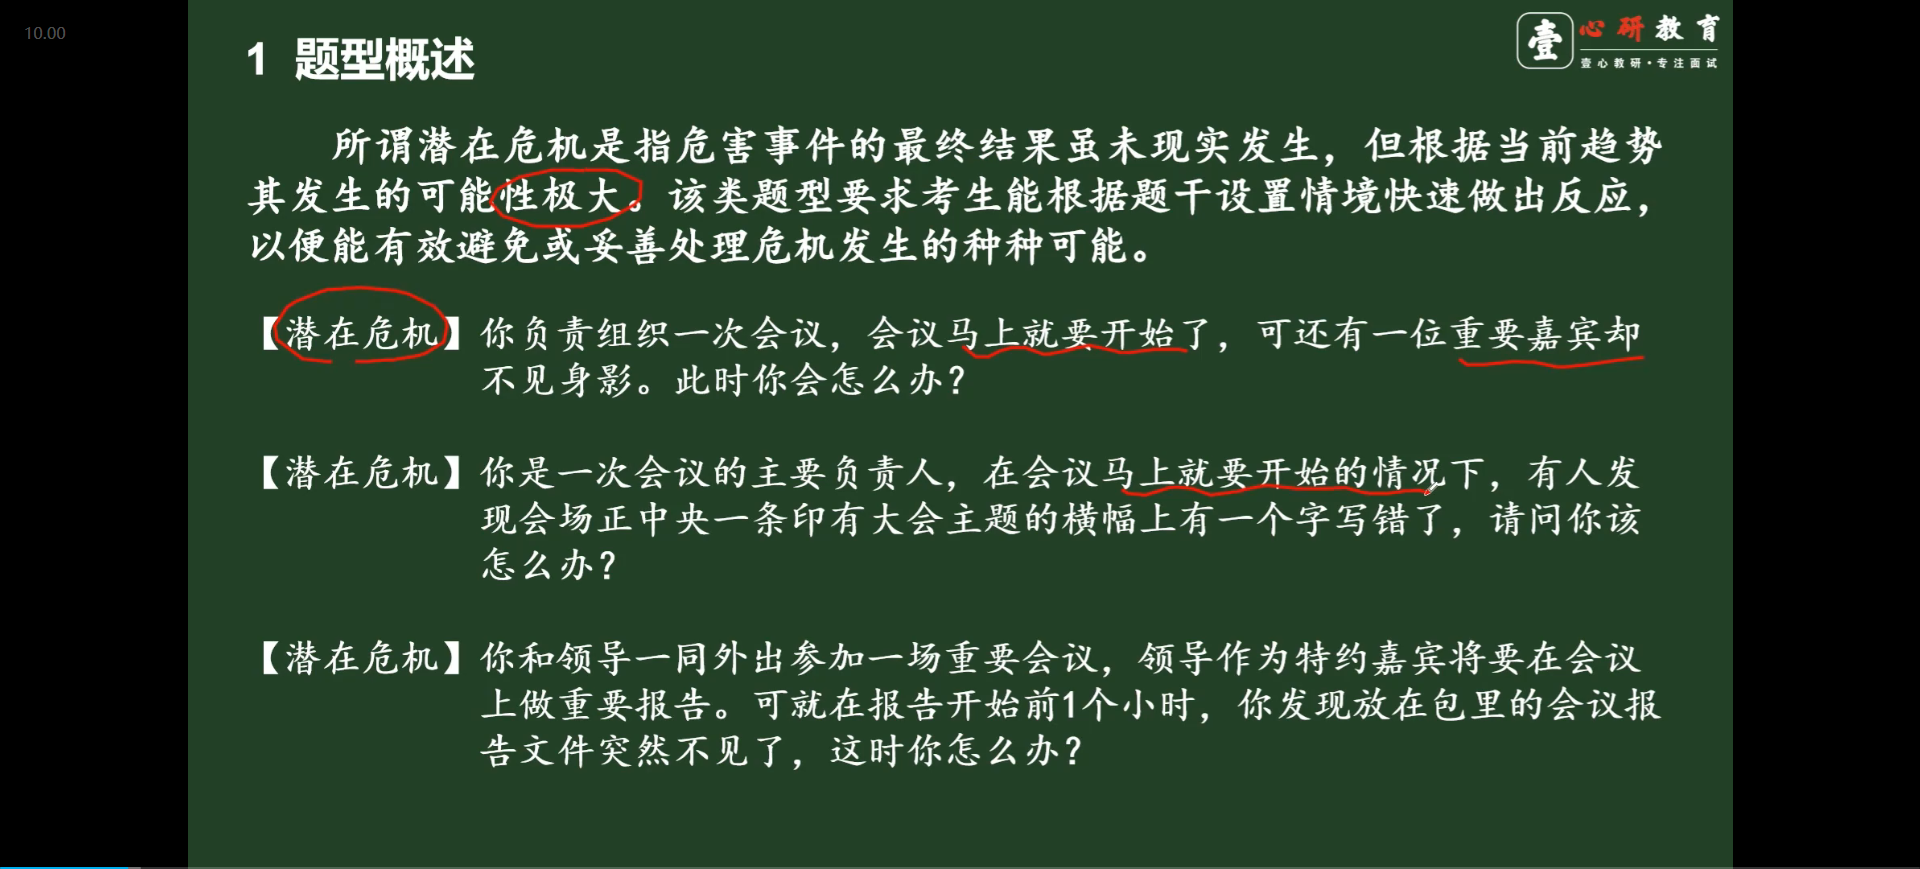 10.00
壹 心研教育
壹心教研•专注面试
1 题型概述
所谓潜在危机是指危害事件的最终结果虽未现实发生，但根据当前趋势
其发生的可能性极大。该类题型要求考生能根据题干设置情境快速做出反应，
以便能有效避免或妥善处理危机发生的种种可能。
【潜在危机】你负责组织一次会议，会议马上就要开始了，可还有一位重要嘉宾却
不见身影。此时你会怎么办？
【潜在危机】你是一次会议的主要负责人，在会议马上就要开始的情况下，有人发
现会场正中央一条印有大会主题的横幅上有一个字写错了，请问你该
怎么办？
【潜在危机】你和领导一同外出参加一场重要会议，领导作为特约嘉宾将要在会议
上做重要报告。可就在报告开始前1个小时，你发现放在包里的会议报
告文件突然不见了，这时你怎么办？